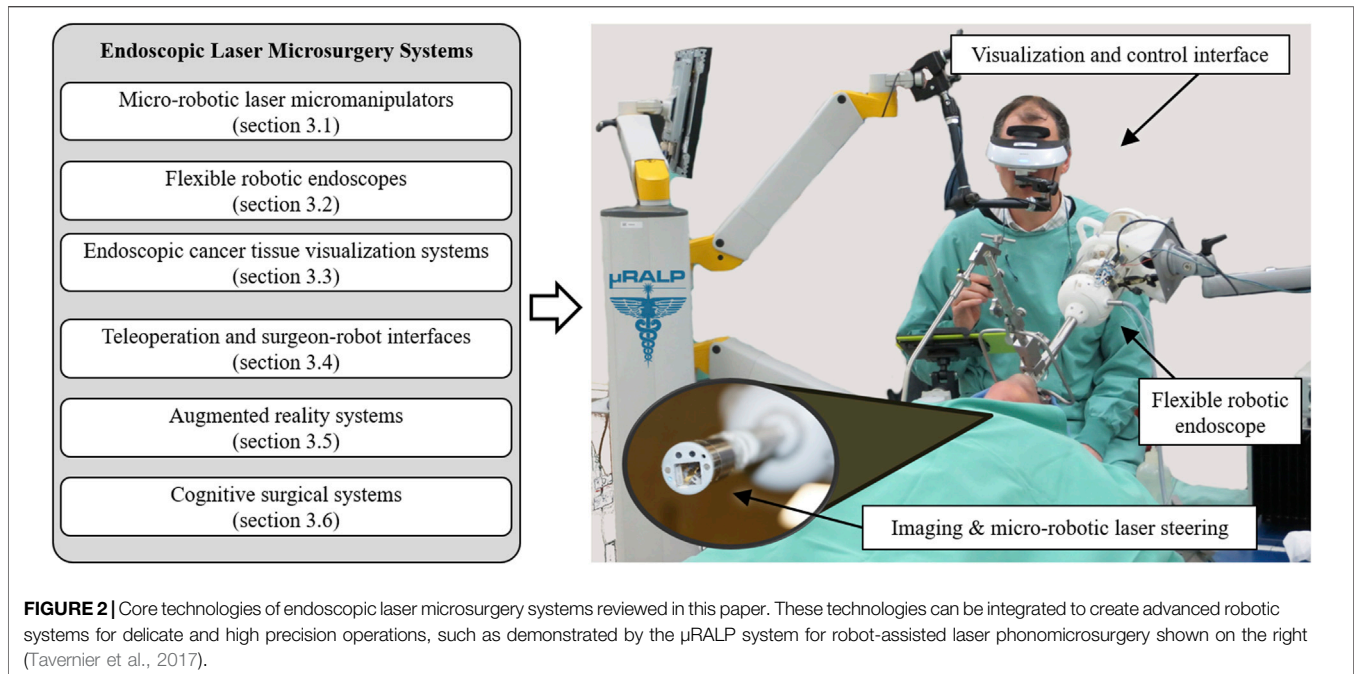 Endoscopic Laser Microsurgery Systems
Micro-robotic laser micromanipulators
(section 3.1)
Flexible robotic endoscopes
(section 3.2)
Endoscopic cancer tissue visualization systems
(section 3.3)
Teleoperation and surgeon-robot interfaces
(section 3.4)
Augmented reality systems
(section 3.5)
Cognitive surgical systems
(section 3.6)
Visualization and control interface
µRALP
Flexible robotic
endoscope
Imaging & micro-robotic laser steering
FIGURE 2 | Core technologies of endoscopic laser microsurgery systems reviewed in this paper. These technologies can be integrated to create advanced robotic
systems for delicate and high precision operations, such as demonstrated by the µRALP system for robot-assisted laser phonomicrosurgery shown on the right
(Tavernier et al., 2017).